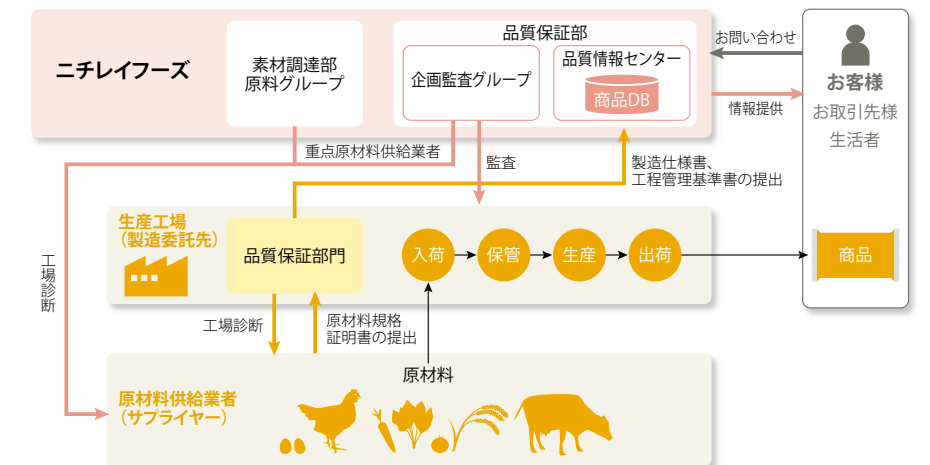 ニチレイフーズ
素材調達部
原料グループ
品質保証部
企画監査グループ
品質情報センター
商品DB
お問い合わせ
情報提供
お客様
お取引先様
生活者
重点原材料供給業者
監査
製造仕様書、
工程管理基準書の提出
生産工場
（製造委託先）
品質保証部門
入荷
保管
生産
出荷
商品
工場診断
工場診断
原材料規格
証明書の提出
原材料
原材料供給業者
（サプライヤー）